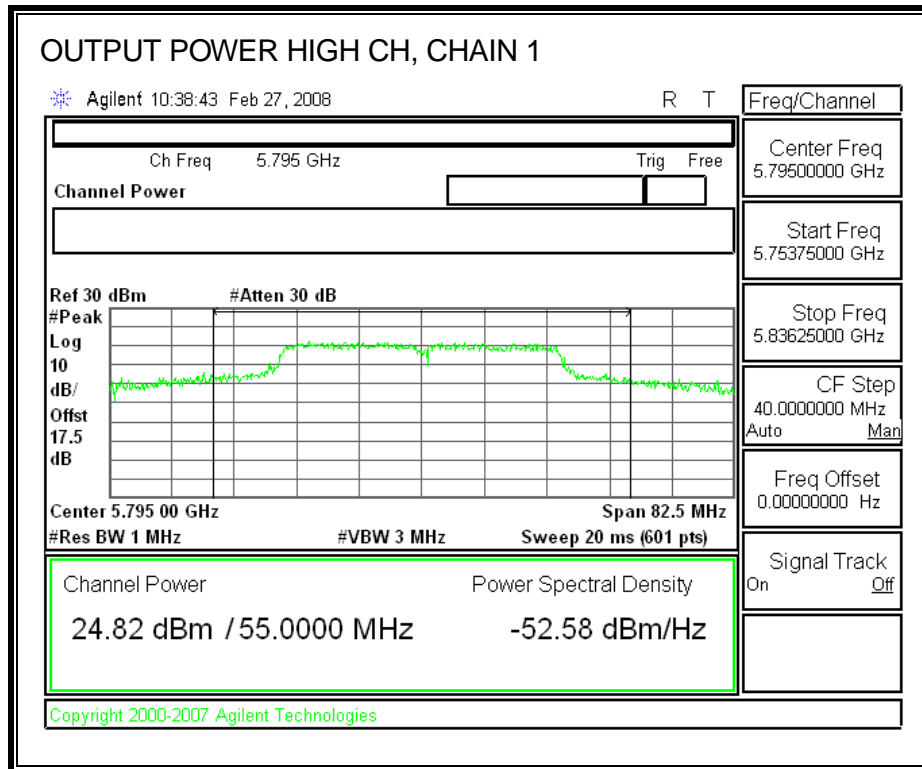 OUTPUT POWER HIGH CH, CHAIN 1
Agilent 10:38:43 Feb 27, 2008 R T
Freq/Channel
Ch Freq 5.795 GHz Trig Free
Channel Power
Center Freq
5.79500000 GHz
Start Freq
5.75375000 GHz
Stop Freq
5.83625000 GHz
CF Step
40.0000000 MHz
Auto Man
Freq Offset
0.00000000 Hz
Signal Track
On Off
Ref 30 dBm #Atten 30 dB
#Peak
Log
10
dB/
Offst
17.5
dB
Center 5.795 00 GHz Span 82.5 MHz
#Res BW 1 MHz #VBW 3 MHz Sweep 20 ms (601 pts)
Channel Power Power Spectral Density
24.82 dBm / 55.0000 MHz -52.58 dBm/Hz
Copyright 2000-2007 Agilent Technologies